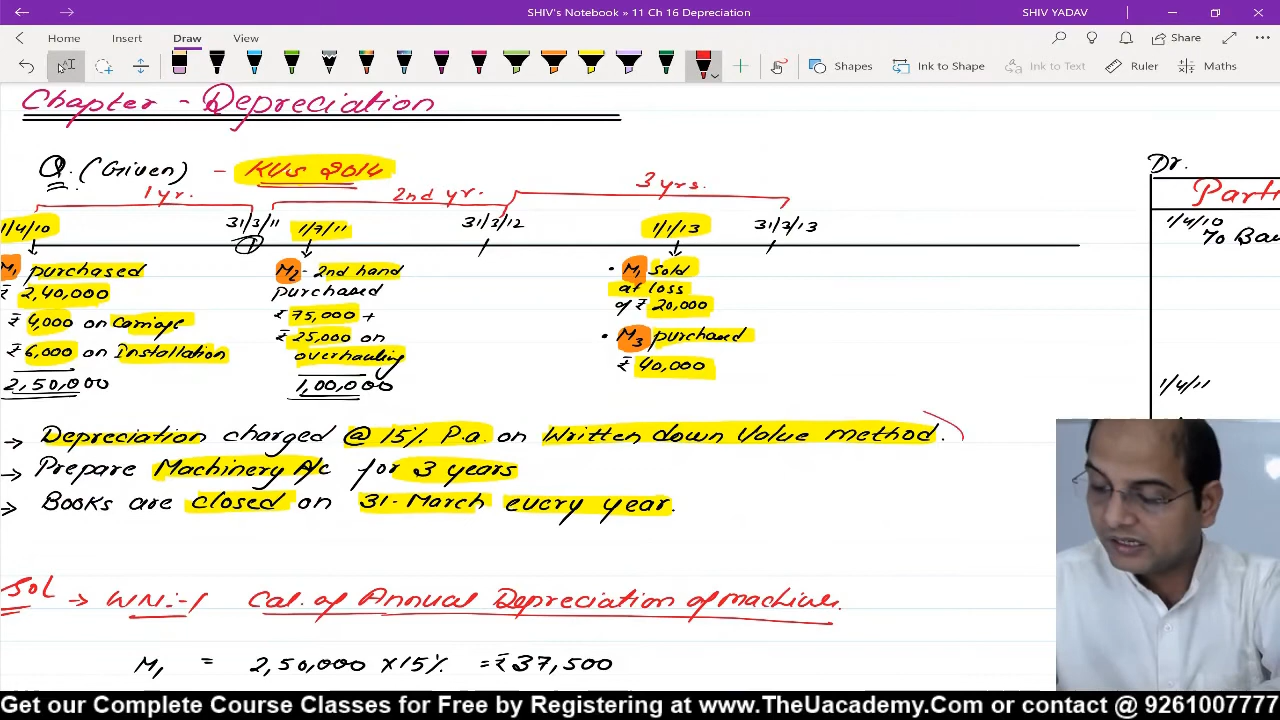 SHIV's Notebook » 11 Ch 16 Depreciation
SHIV YADAV
Home Insert Draw View
Share
Shapes Ink to Shape Ink to Text Ruler Maths
Chapter - Depreciation
Q. (Given) - KVS 2014
1 yr. 2nd yr. 3 yrs.
1/4/10 31/3/11 1/7/11 31/3/12 1/1/13 31/3/13
M1 purchased
₹ 2,40,000
₹ 4,000 on Carriage
₹ 6,000 on Installation
2,50,000
M2 - 2nd hand
purchased
₹ 75,000 +
₹ 25,000 on
overhauling
1,00,000
• M1 sold
at loss
of ₹ 20,000
• M3 purchased
₹ 40,000
→ Depreciation charged @ 15% P.a. on Written down Value method.
→ Prepare Machinery A/c for 3 years
→ Books are closed on 31-March every year.
Sol → WN:-1 Cal. of Annual Depreciation of machines.
M1 = 2,50,000 X15% = ₹ 37,500
Dr.
Parti
1/4/10
To Ban
1/4/11
Get our Complete Course Classes for Free by Registering at www.TheUacademy.Com or contact @ 9261007777